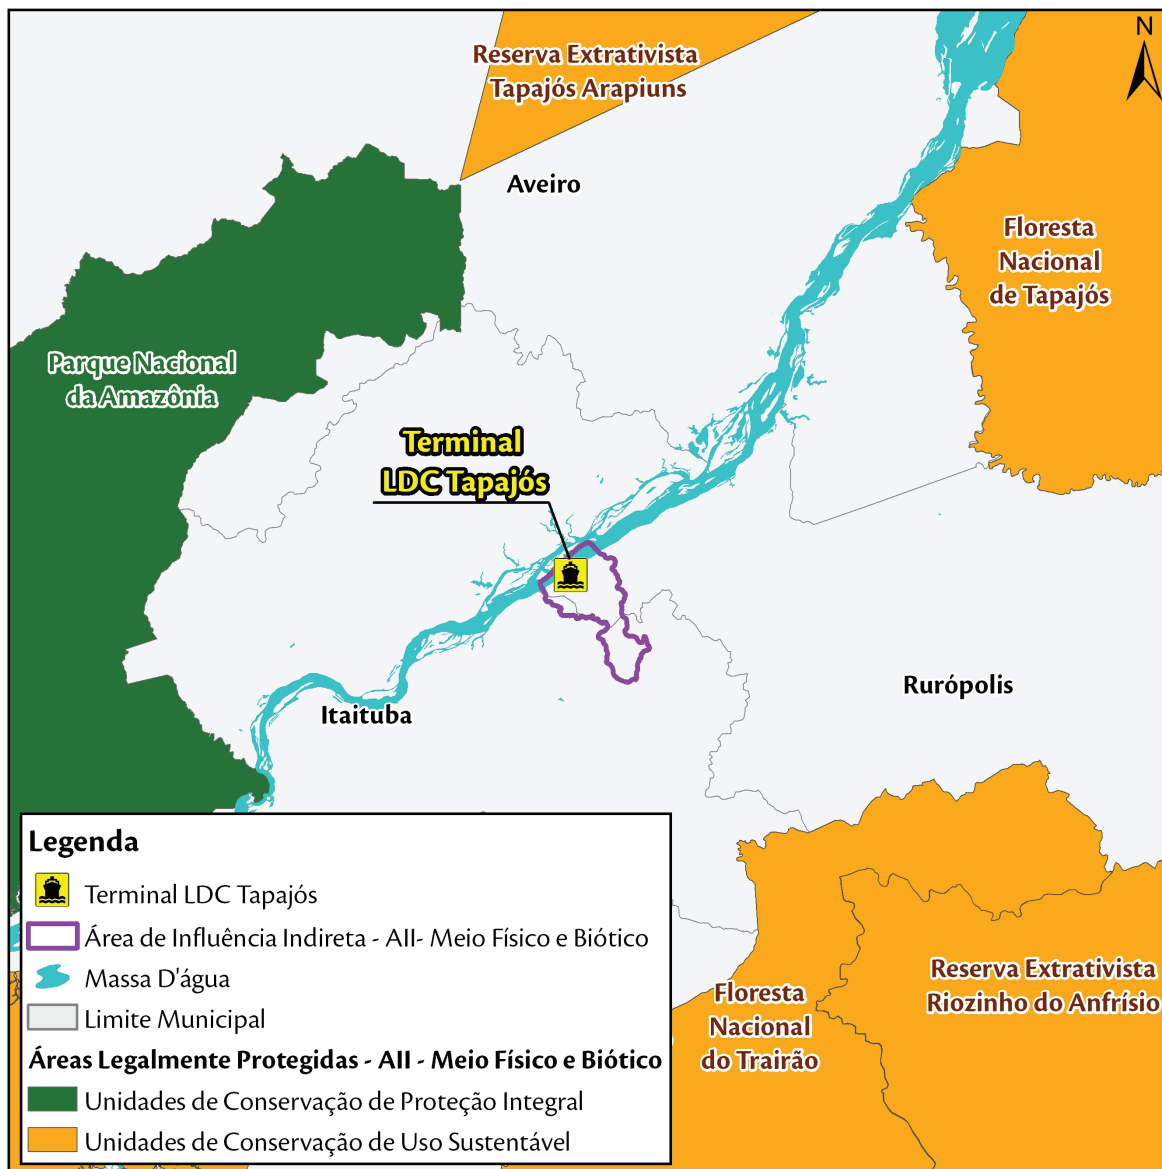 N
Reserva Extrativista
Tapajós Arapiuns
Aveiro
Floresta
Nacional
de Tapajós
Parque Nacional
da Amazônia
Terminal
LDC Tapajós
Rurópolis
Itaituba
Legenda
Terminal LDC Tapajós
Área de Influência Indireta - AII- Meio Físico e Biótico
Massa D'água
Limite Municipal
Áreas Legalmente Protegidas - AII - Meio Físico e Biótico
Unidades de Conservação de Proteção Integral
Unidades de Conservação de Uso Sustentável
Reserva Extrativista
Riozinho do Anfrísio
Floresta
Nacional
do Trairão